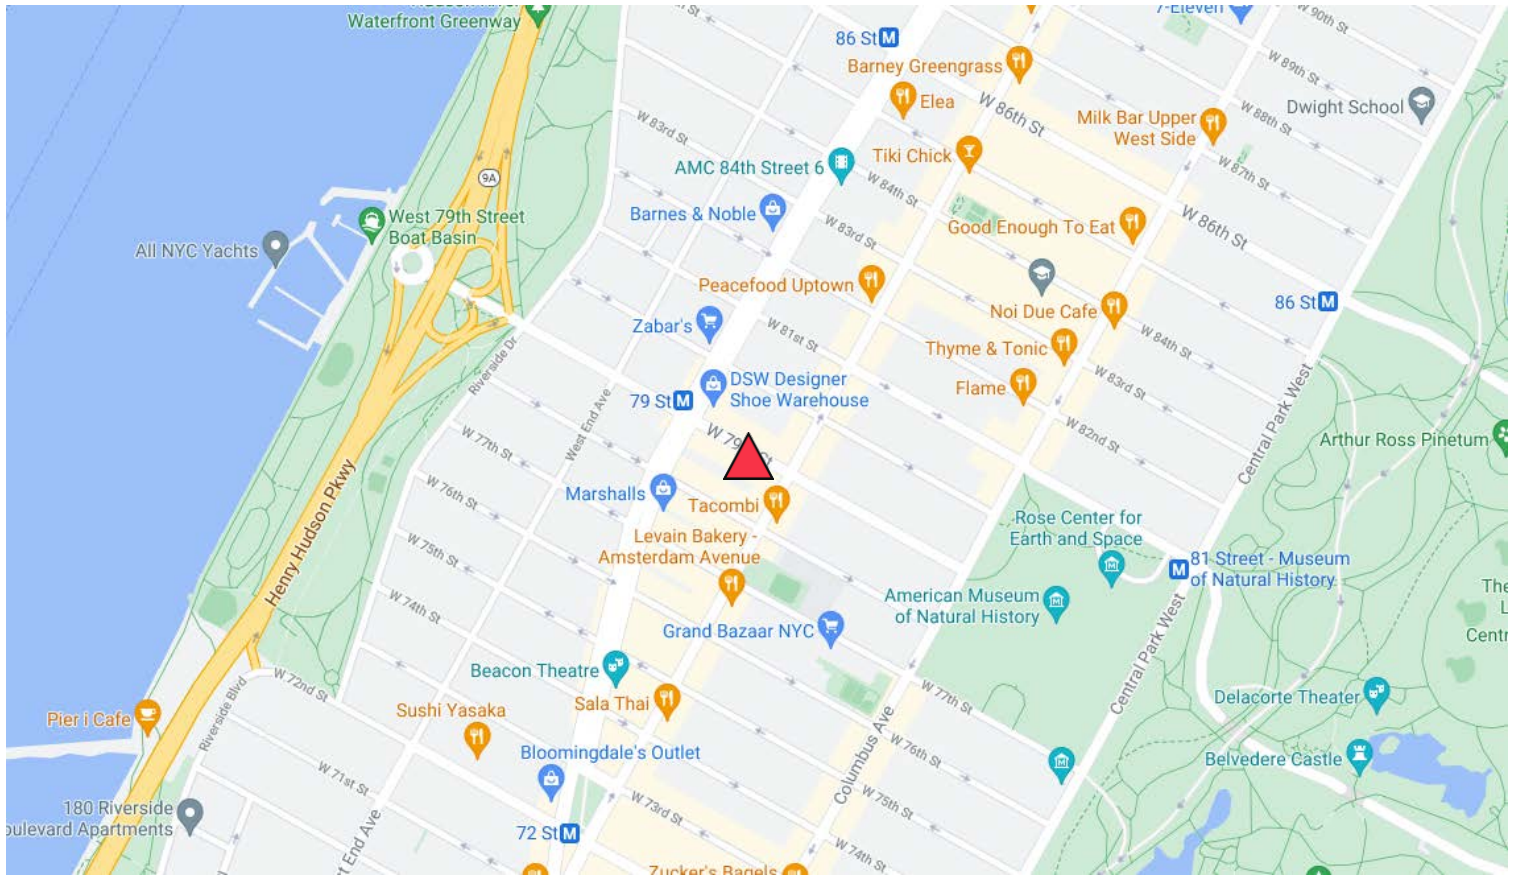 Waterfront Greenway
7-Eleven
W 90th St
86 St M
Barney Greengrass
W 89th St
Elea
W 86th St
Dwight School
Milk Bar Upper
West Side
W 88th St
W 83rd St
Tiki Chick
AMC 84th Street 6
W 87th St
9A
W 84th St
Barnes & Noble
West 79th Street
Boat Basin
W 83rd St
Good Enough To Eat
W 86th St
All NYC Yachts
Peacefood Uptown
86 St M
Noi Due Cafe
Zabar's
W 81st St
W 84th St
Thyme & Tonic
Riverside Dr
DSW Designer
Shoe Warehouse
Flame
W 83rd St
79 St M
West End Ave
Central Park West
W 77th St
W 79
St
W 82nd St
Arthur Ross Pinetum
W 76th St
Marshalls
Tacombi
Henry Hudson Pkwy
Rose Center for
Earth and Space
W 75th St
Levain Bakery -
Amsterdam Avenue
M 81 Street - Museum
of Natural History
W 74th St
American Museum
of Natural History
Grand Bazaar NYC
Central Park West
Beacon Theatre
W 72nd St
W 77th St
Delacorte Theater
Riverside Blvd
Sala Thai
Pier i Cafe
Sushi Yasaka
Columbus Ave
W 76th St
Bloomingdale's Outlet
Belvedere Castle
W 71st St
180 Riverside
oulevard Apartments
W 73rd St
W 75th St
72 St M
t End Ave
W 74th St
Zucker's Bagels